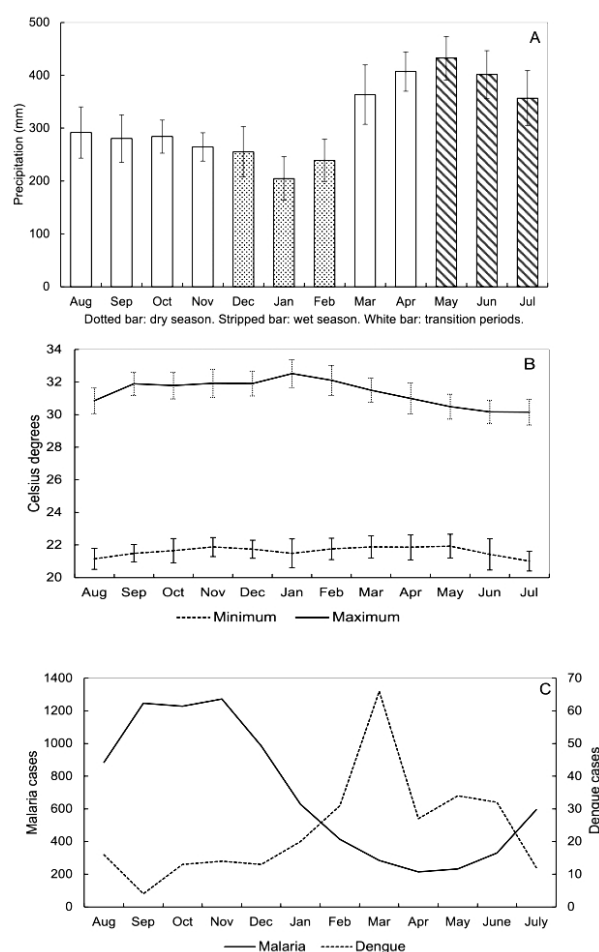 A
Precipitation (mm)
500
400
300
200
100
0
Aug Sep Oct Nov Dec Jan Feb Mar Apr May Jun Jul
Dotted bar: dry season. Stripped bar: wet season. White bar: transition periods.
B
Celsius degrees
34
32
30
28
26
24
22
20
Aug Sep Oct Nov Dec Jan Feb Mar Apr May Jun Jul
Minimum Maximum
C
Malaria cases
1400
1200
1000
800
600
400
200
0
70
60
50
40
30
20
10
0
Dengue cases
Aug Sep Oct Nov Dec Jan Feb Mar Apr May June July
Malaria Dengue